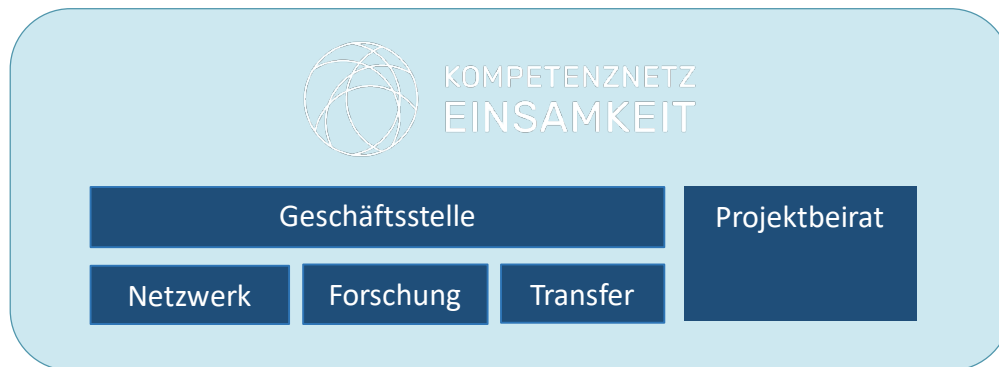 KOMPETENZNETZ
EINSAMKEIT
Geschäftsstelle
Projektbeirat
Netzwerk
Forschung
Transfer